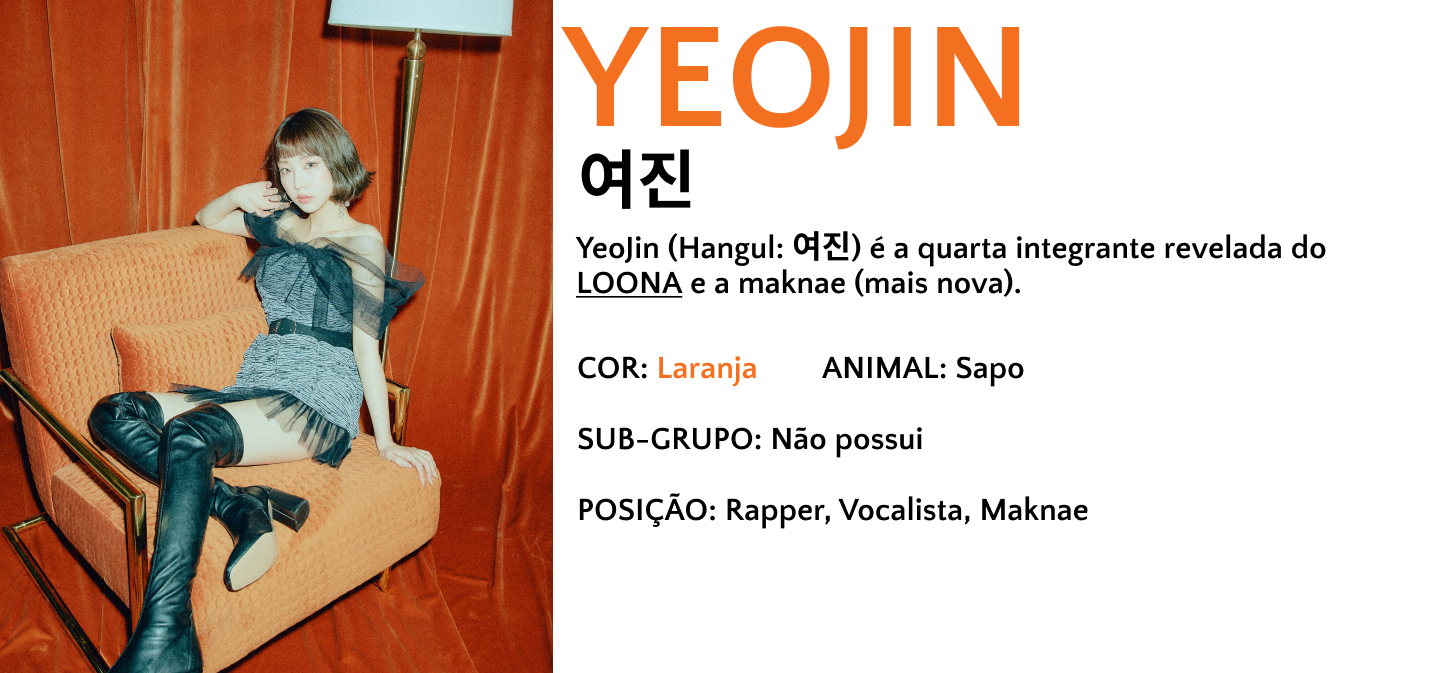 YEOJIN
여진
YeoJin (Hangul: 여진) é a quarta integrante revelada do
LOONA e a maknae (mais nova).
COR: Laranja ANIMAL: Sapo
SUB-GRUPO: Não possui
POSIÇÃO: Rapper, Vocalista, Maknae